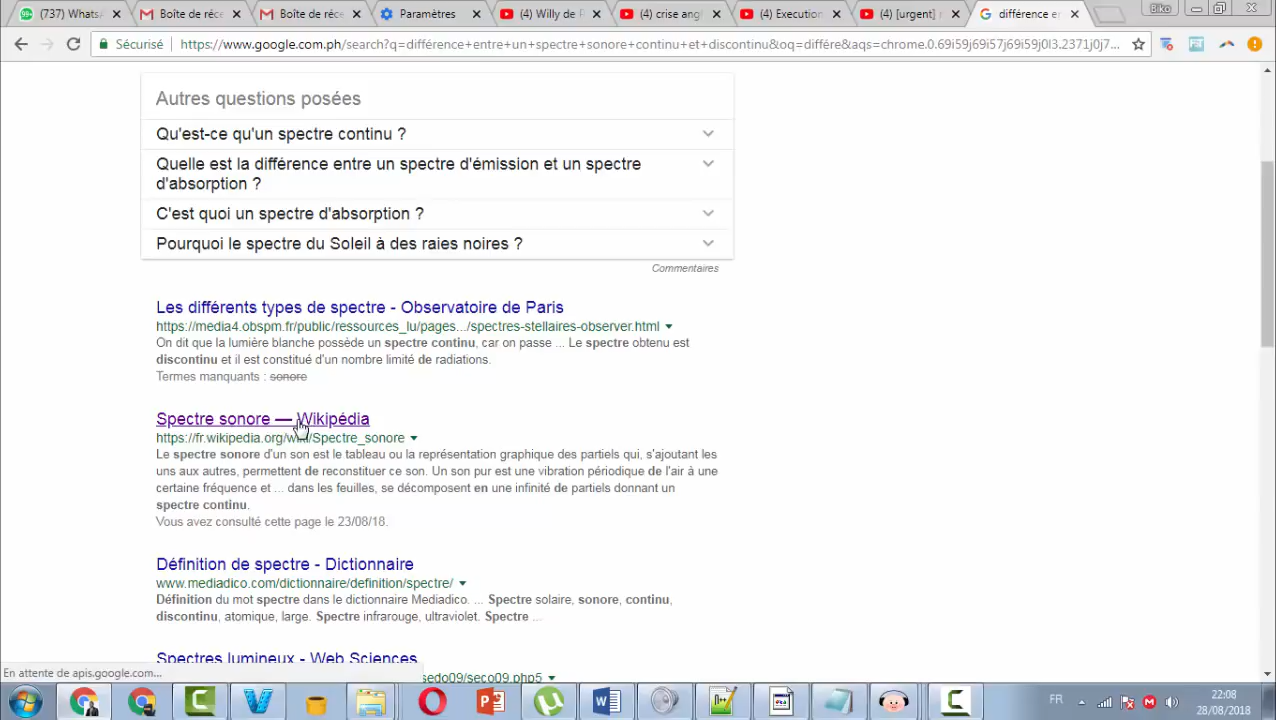 (737) WhatsA
Boîte de réce
Boîte de réce
Paramètres
(4) Willy de P
(4) crise angl
(4) Execution
(4) [urgent] r
différence en
Eliko
Sécurisé
https://www.google.com.ph/search?q=différence+entre+un+spectre+sonore+continu+et+discontinu&oq=différe&aqs=chrome.0.69i59j69i57j69i59j0l3.2371j0j7...
Autres questions posées
Qu'est-ce qu'un spectre continu ?
Quelle est la différence entre un spectre d'émission et un spectre
d'absorption ?
C'est quoi un spectre d'absorption ?
Pourquoi le spectre du Soleil à des raies noires ?
Commentaires
Les différents types de spectre - Observatoire de Paris
https://media4.obspm.fr/public/ressources_lu/pages.../spectres-stellaires-observer.html
On dit que la lumière blanche possède un spectre continu, car on passe ... Le spectre obtenu est
discontinu et il est constitué d'un nombre limité de radiations.
Termes manquants : sonore
Spectre sonore — Wikipédia
https://fr.wikipedia.org/wiki/Spectre_sonore
Le spectre sonore d'un son est le tableau ou la représentation graphique des partiels qui, s'ajoutant les
uns aux autres, permettent de reconstituer ce son. Un son pur est une vibration périodique de l'air à une
certaine fréquence et ... dans les feuilles, se décomposent en une infinité de partiels donnant un
spectre continu.
Vous avez consulté cette page le 23/08/18.
Définition de spectre - Dictionnaire
www.mediadico.com/dictionnaire/definition/spectre/
Définition du mot spectre dans le dictionnaire Mediadico. ... Spectre solaire, sonore, continu,
discontinu, atomique, large. Spectre infrarouge, ultraviolet. Spectre ...
Spectres lumineux - Web Sciences
En attente de apis.google.com...
sedo09/seco09.php5
FR
22:08
28/08/2018